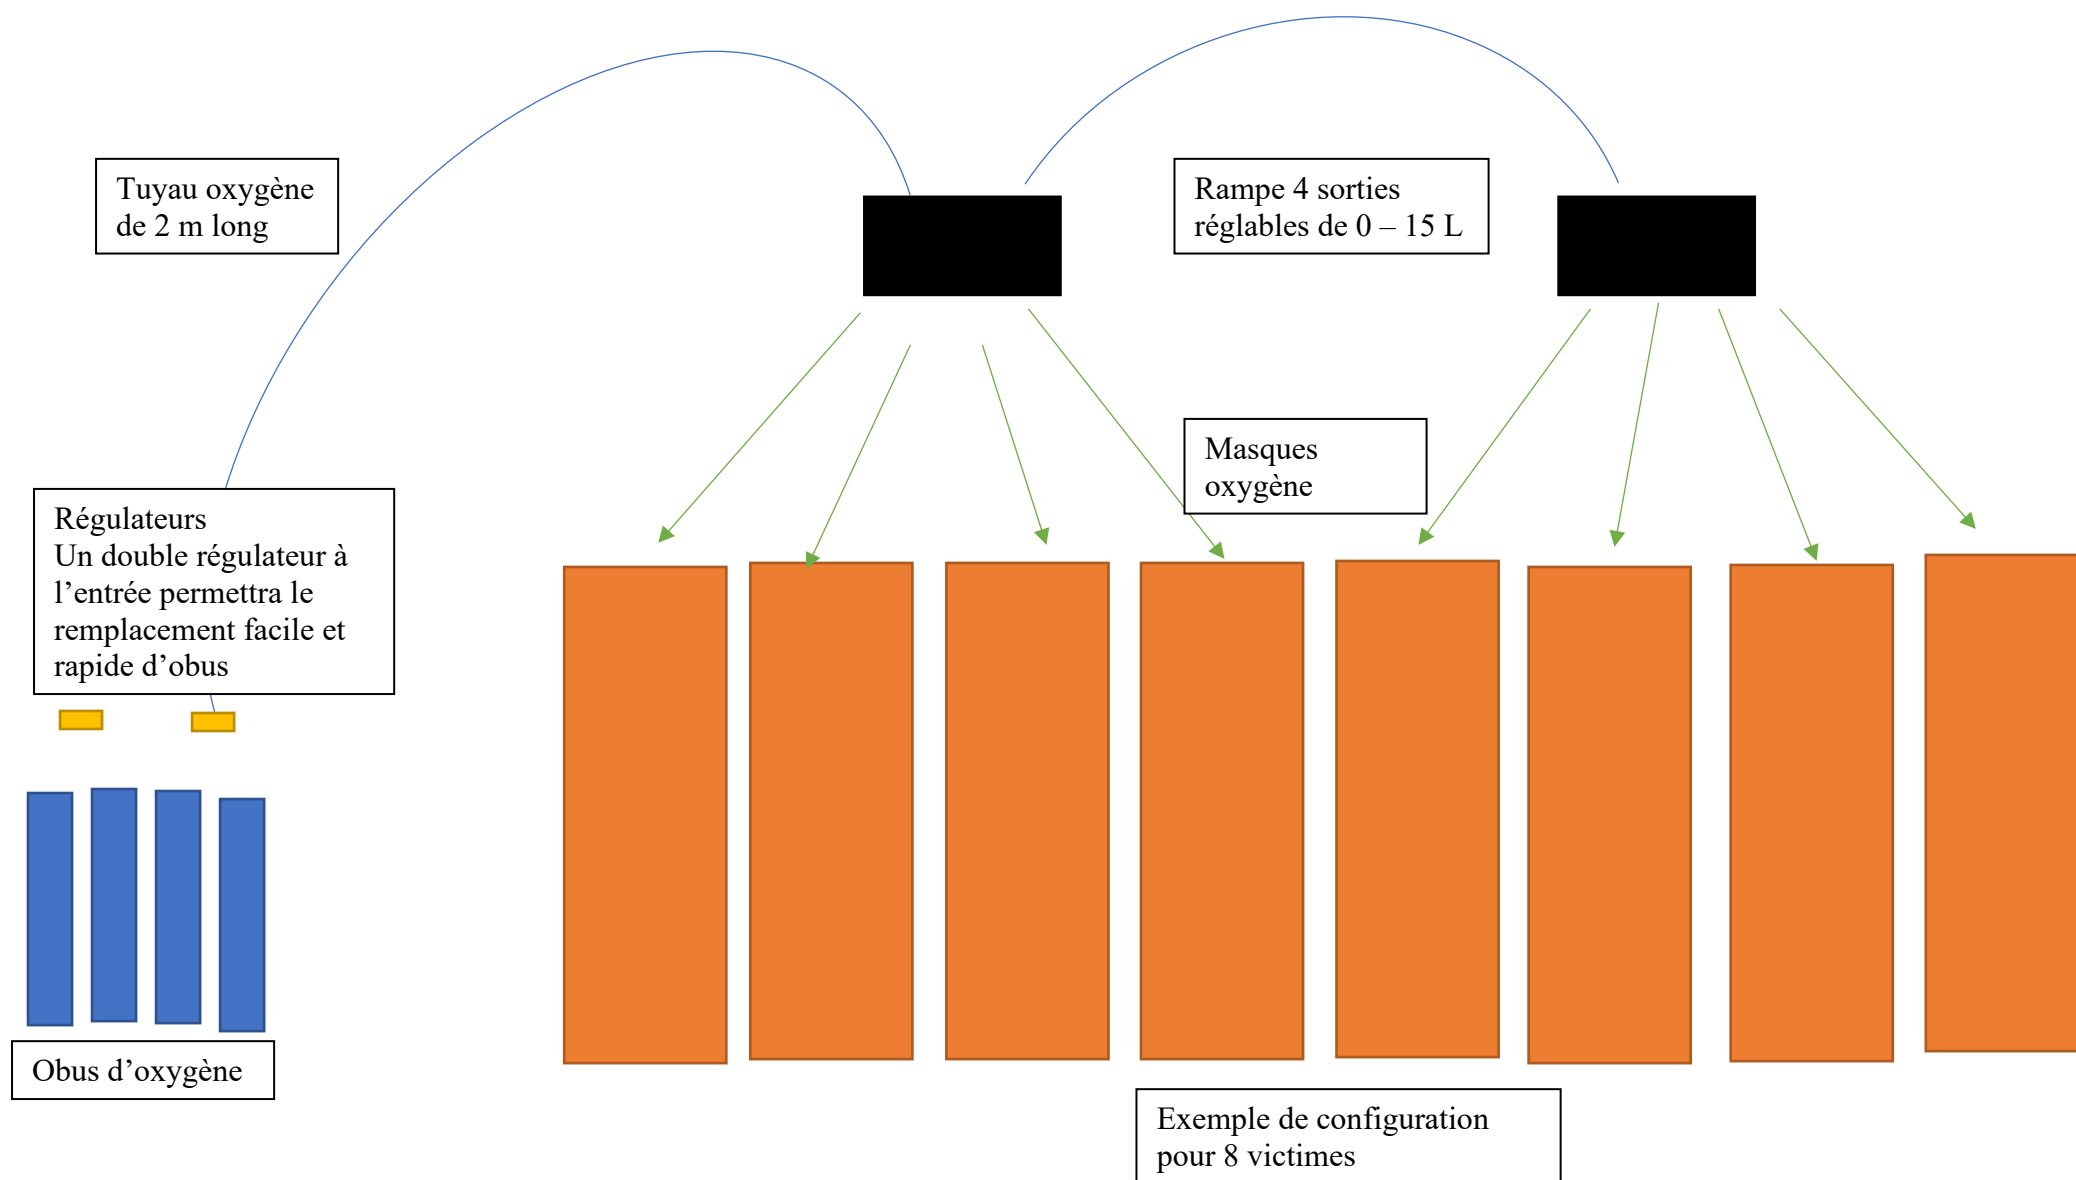 Tuyau oxygène
de 2 m long
Rampe 4 sorties
réglables de 0 – 15 L
Masques
oxygène
Régulateurs
Un double régulateur à
l’entrée permettra le
remplacement facile et
rapide d’obus
Obus d’oxygène
Exemple de configuration
pour 8 victimes